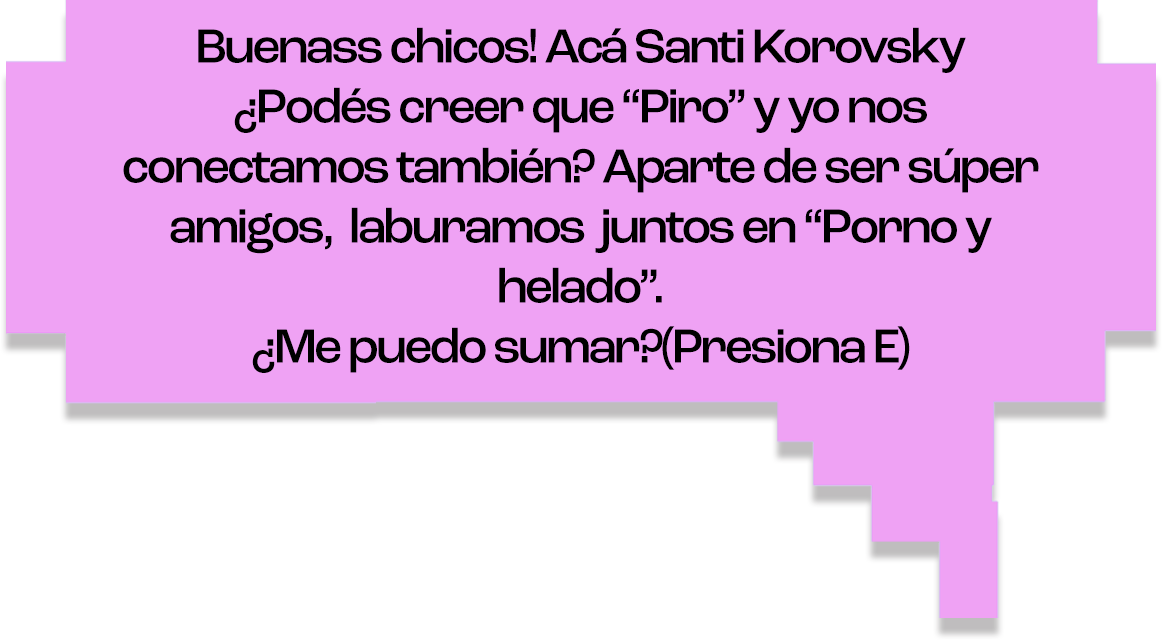 Buenass chicos! Acá Santi Korovsky
¿Podés creer que “Piro” y yo nos
conectamos también? Aparte de ser súper
amigos,  laburamos  juntos en “Porno y
helado”.
¿Me puedo sumar?(Presiona E)